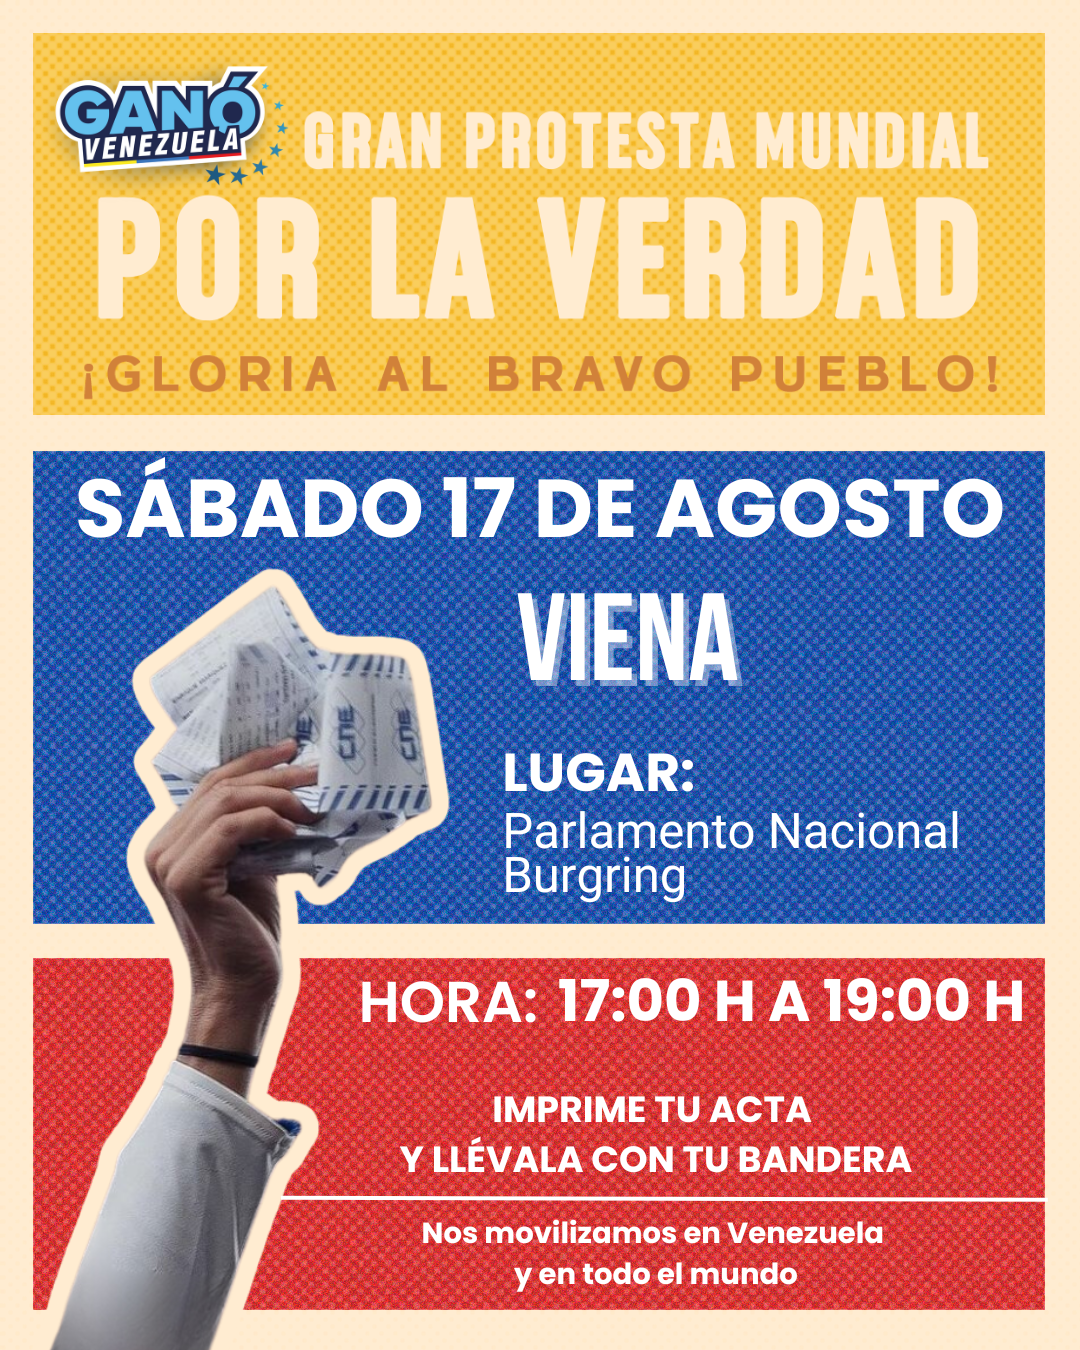 GANÓ
VENEZUELA
GRAN PROTESTA MUNDIAL
POR LA VERDAD
¡GLORIA AL BRAVO PUEBLO!
SÁBADO 17 DE AGOSTO
VIENA
CNE
CNE
LUGAR:
Parlamento Nacional
Burgring
HORA: 17:00 H A 19:00 H
IMPRIME TU ACTA
Y LLÉVALA CON TU BANDERA
Nos movilizamos en Venezuela
y en todo el mundo